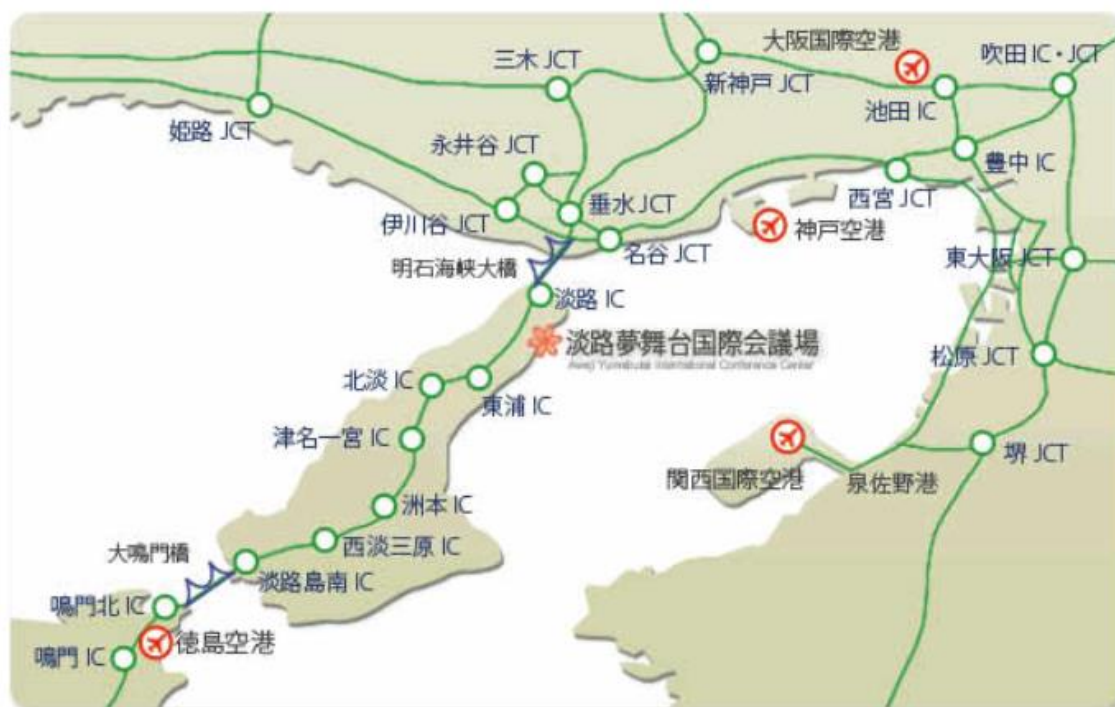 大阪国際空港
三木 JCT
新神戸 JCT
吹田 IC・JCT
池田 IC
姫路 JCT
永井谷 JCT
豊中 IC
西宮 JCT
伊川谷 JCT
垂水 JCT
神戸空港
名谷 JCT
東大阪 JCT
明石海峡大橋
淡路 IC
淡路夢舞台国際会議場
Awaji Yumebutai International Conference Center
松原 JCT
北淡 IC
東浦 IC
津名一宮 IC
関西国際空港
泉佐野港
堺 JCT
洲本 IC
西淡三原 IC
大鳴門橋
淡路島南 IC
鳴門北 IC
徳島空港
鳴門 IC